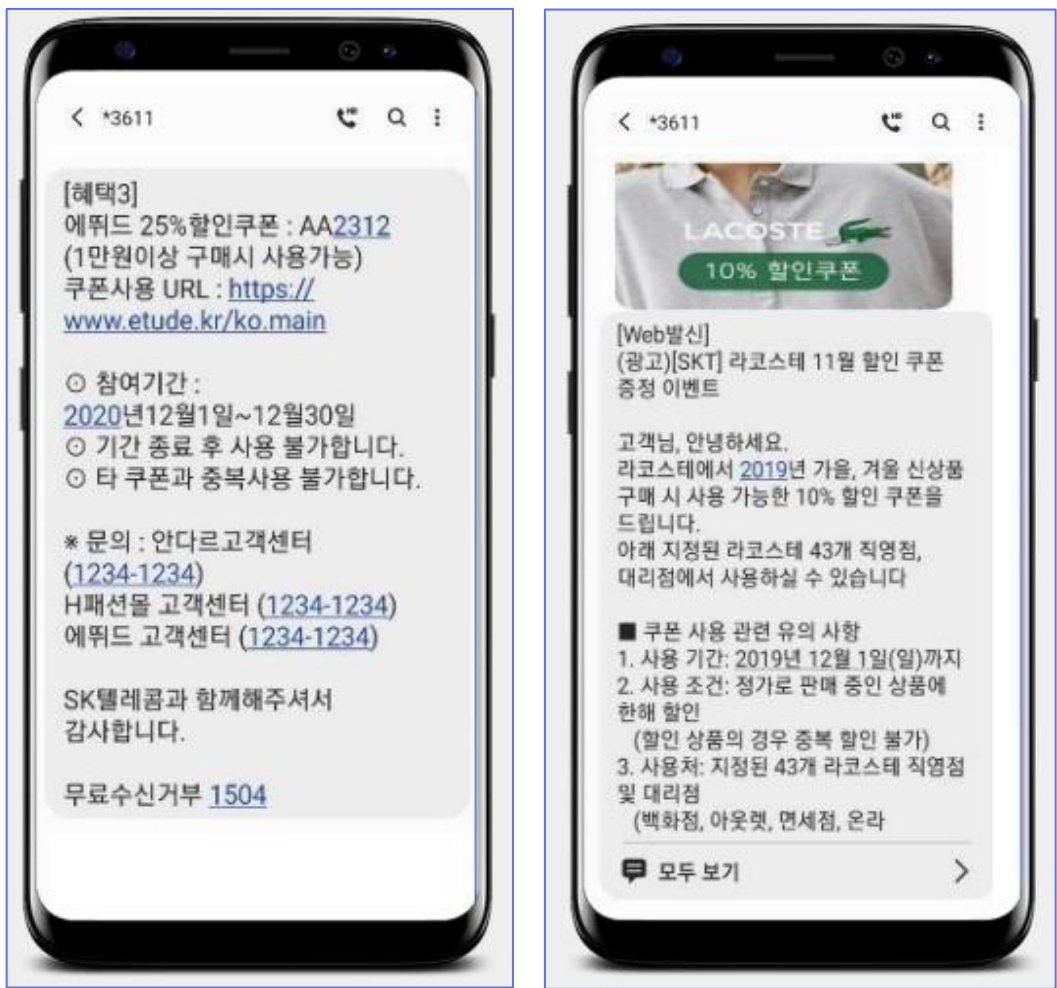 *3611
[혜택3]
에뛰드 25%할인쿠폰 : AA2312
(1만원이상 구매시 사용가능)
쿠폰사용 URL : https://
www.etude.kr/ko.main
⊙ 참여기간 :
2020년12월1일~12월30일
⊙ 기간 종료 후 사용 불가합니다.
⊙ 타 쿠폰과 중복사용 불가합니다.
※ 문의 : 안다르고객센터
(1234-1234)
H패션몰 고객센터 (1234-1234)
에뛰드 고객센터 (1234-1234)
SK텔레콤과 함께해주셔서
감사합니다.
무료수신거부 1504
*3611
LACOSTE
10% 할인쿠폰
[Web발신]
(광고)[SKT] 라코스테 11월 할인 쿠폰
증정 이벤트
고객님, 안녕하세요.
라코스테에서 2019년 가을, 겨울 신상품
구매 시 사용 가능한 10% 할인 쿠폰을
드립니다.
아래 지정된 라코스테 43개 직영점,
대리점에서 사용하실 수 있습니다
■ 쿠폰 사용 관련 유의 사항
1. 사용 기간: 2019년 12월 1일(일)까지
2. 사용 조건: 정가로 판매 중인 상품에
한해 할인
(할인 상품의 경우 중복 할인 불가)
3. 사용처: 지정된 43개 라코스테 직영점
및 대리점
(백화점, 아웃렛, 면세점, 온라
모두 보기